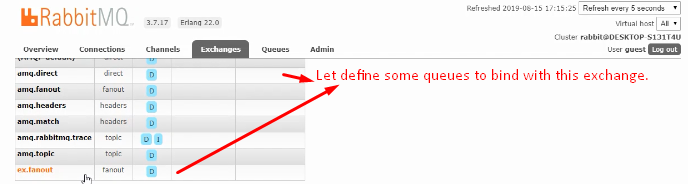 RabbitMQ 3.7.17 Erlang 22.0
Refreshed 2019-08-15 17:15:25 Refresh every 5 seconds
Virtual host All
Cluster rabbit@DESKTOP-S131T4U
User guest Log out
Overview Connections Channels Exchanges Queues Admin
amq.direct direct D
amq.fanout fanout D
amq.headers headers D
amq.match headers D
amq.rabbitmq.trace topic D I
amq.topic topic D
ex.fanout fanout D
Let define some queues to bind with this exchange.